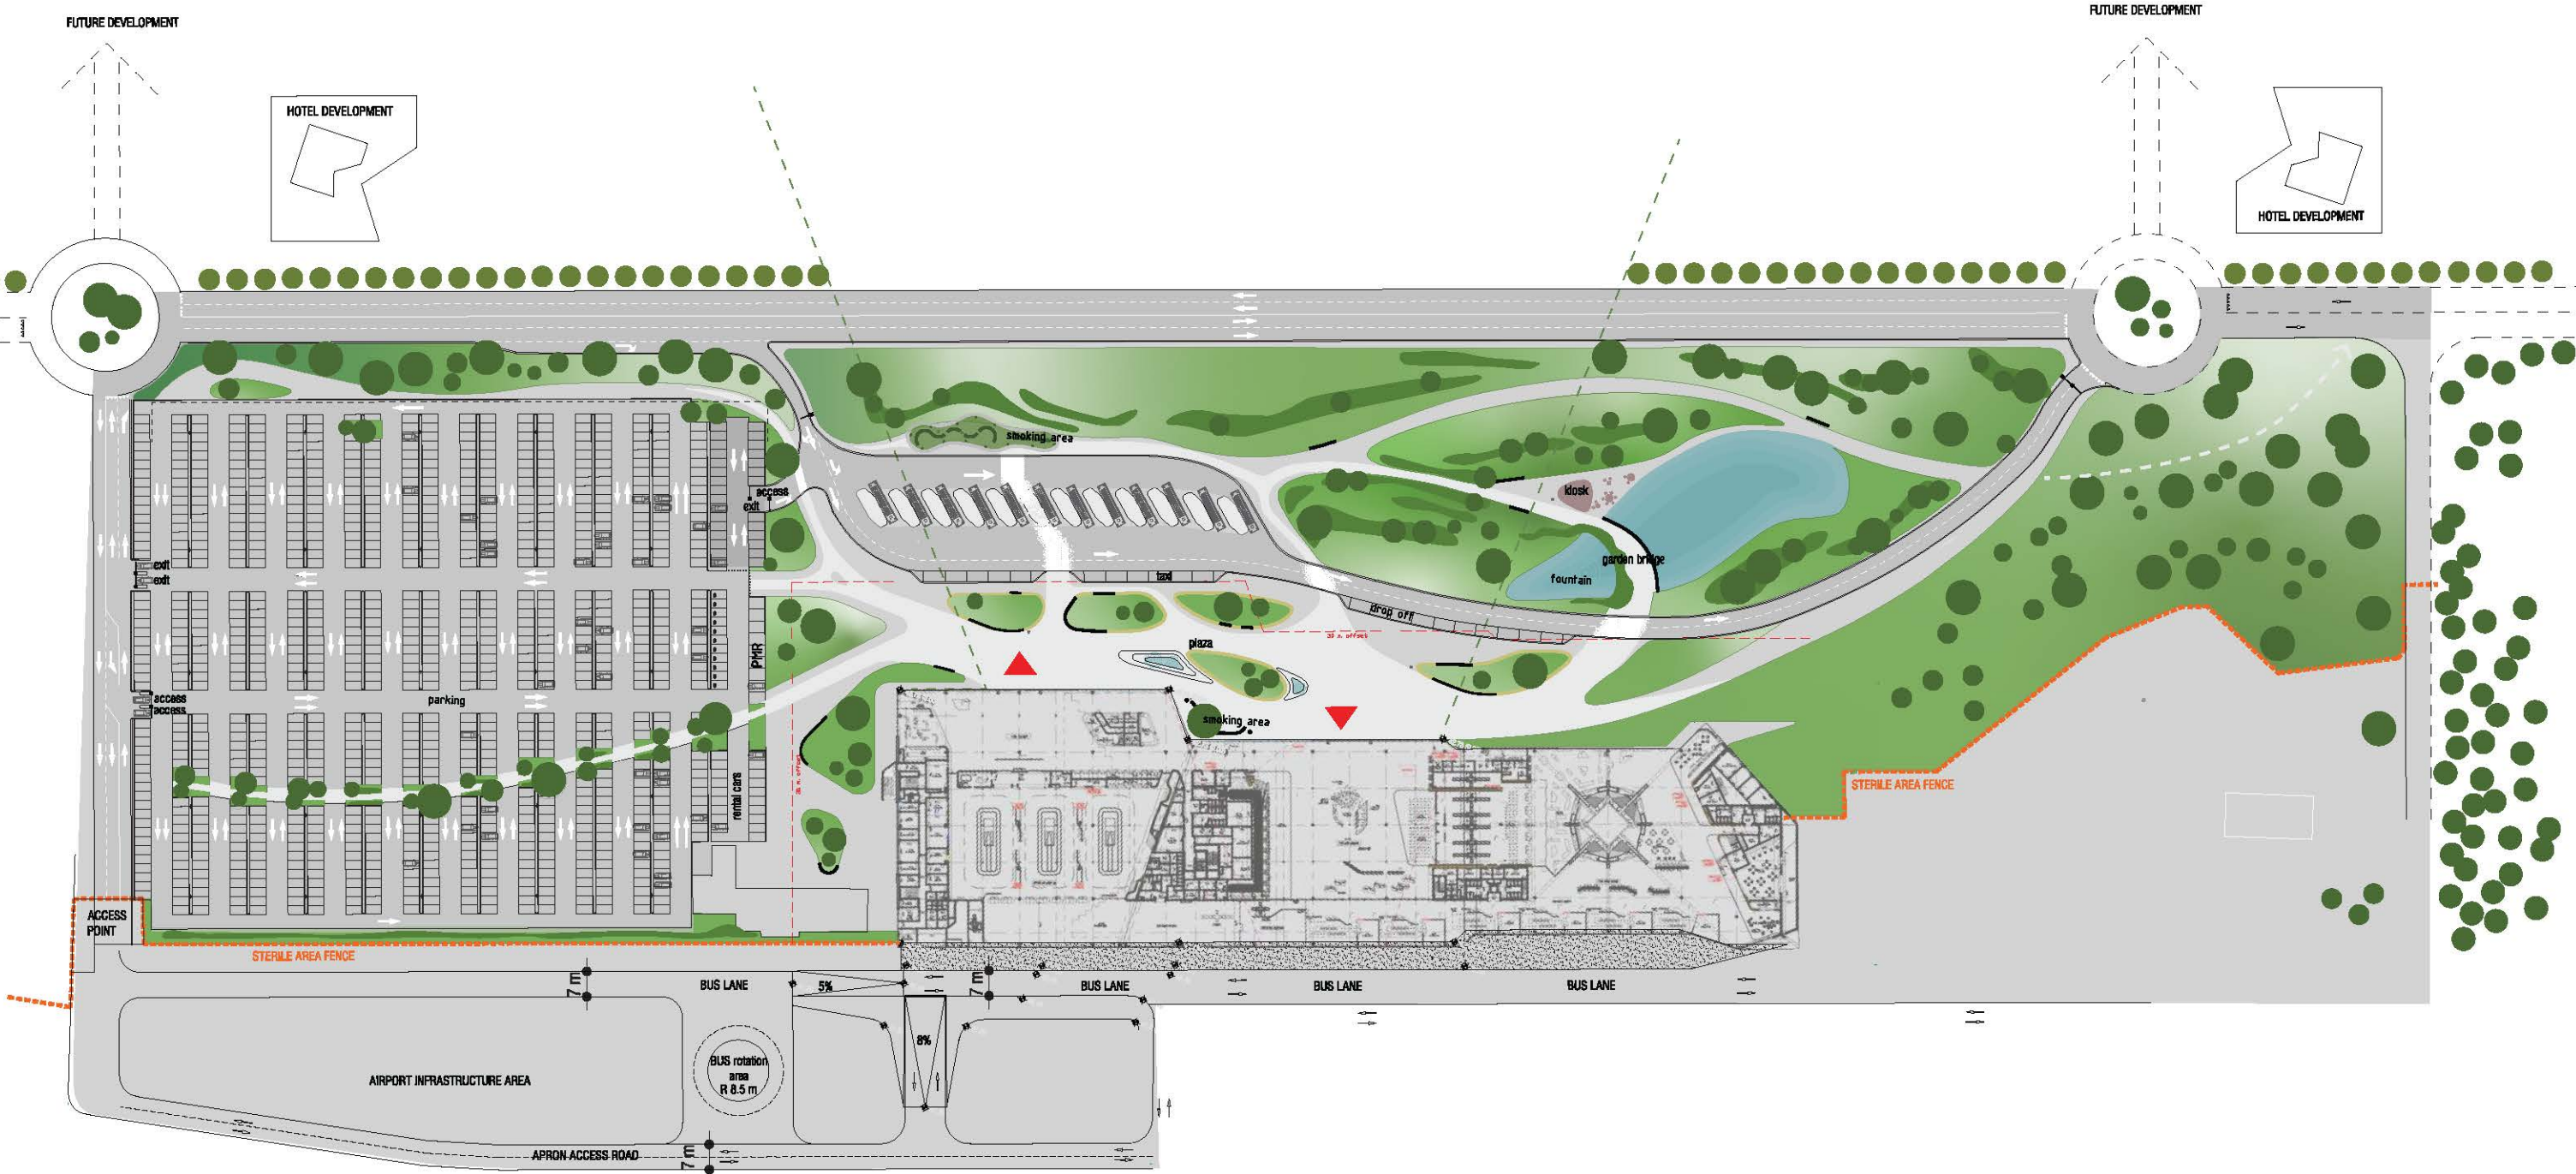 FUTURE DEVELOPMENT
FUTURE DEVELOPMENT
HOTEL DEVELOPMENT
HOTEL DEVELOPMENT
smoking area
access
exit
kiosk
garden bridge
fountain
taxi
drop off
exit
exit
plaza
PMR
access
access
parking
smoking area
rental cars
STERILE AREA FENCE
ACCESS
POINT
STERILE AREA FENCE
7 m
BUS LANE
5%
7 m
BUS LANE
BUS LANE
BUS LANE
8%
BUS rotation
area
R 8.5 m
AIRPORT INFRASTRUCTURE AREA
APRON ACCESS ROAD
7 m